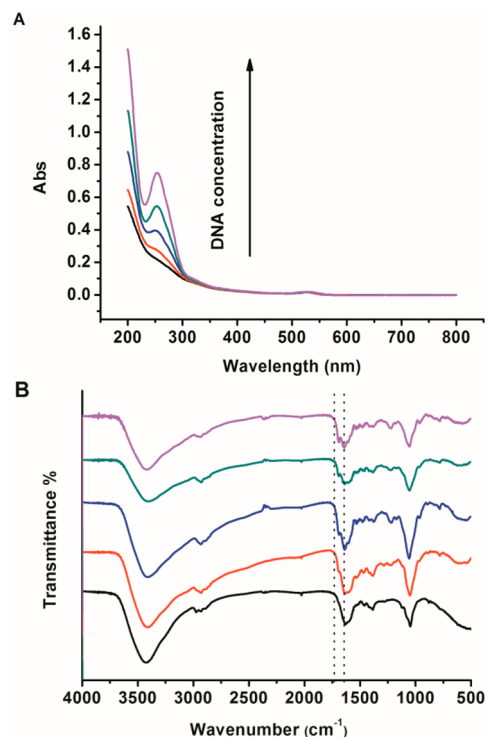 A
1.6
1.4
1.2
1.0
0.8
0.6
0.4
0.2
0.0
Abs
DNA concentration
200 300 400 500 600 700 800
Wavelength (nm)
B
Transmittance %
4000 3500 3000 2500 2000 1500 1000 500
Wavenumber (cm⁻¹)